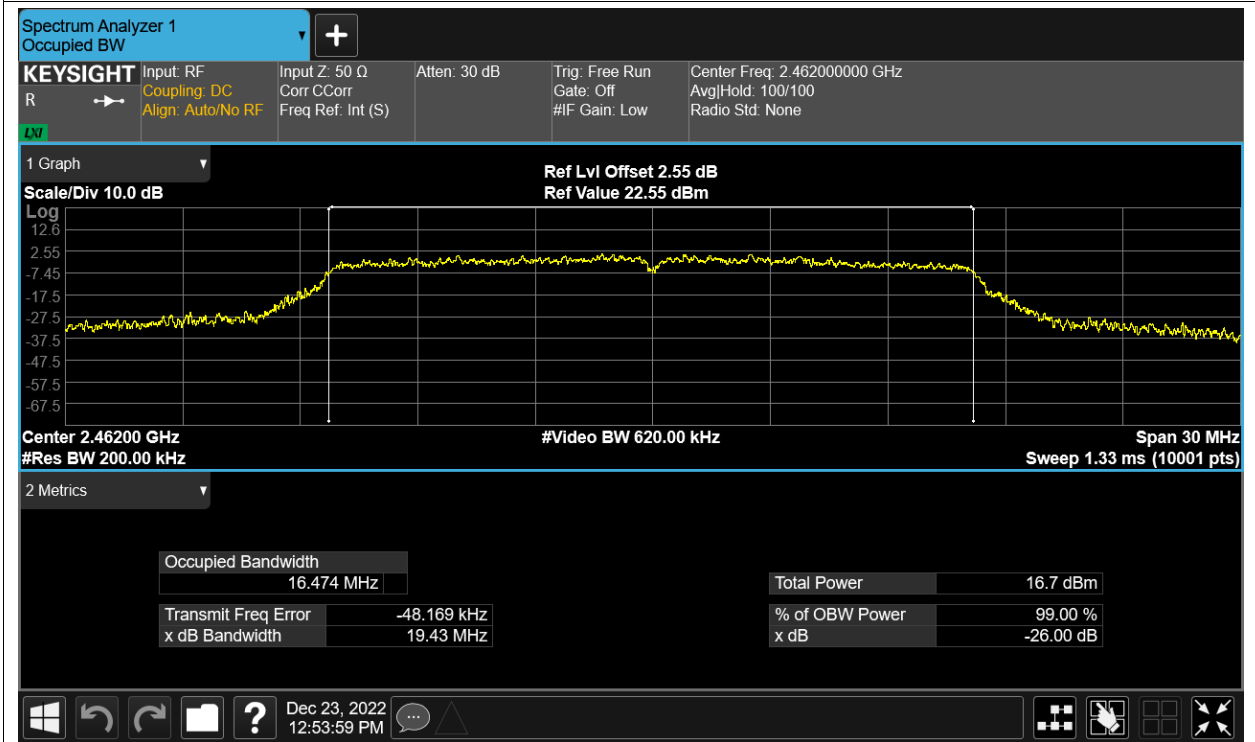 Spectrum Analyzer 1
Occupied BW
+
KEYSIGHT Input: RF Input Z: 50 Ω Atten: 30 dB Trig: Free Run Center Freq: 2.462000000 GHz
R Coupling: DC Corr CCorr Gate: Off Avg|Hold: 100/100
Align: Auto/No RF Freq Ref: Int (S) #IF Gain: Low Radio Std: None
LXI
1 Graph
Ref Lvl Offset 2.55 dB
Scale/Div 10.0 dB Ref Value 22.55 dBm
Log
12.6
2.55
-7.45
-17.5
-27.5
-37.5
-47.5
-57.5
-67.5
Center 2.46200 GHz #Video BW 620.00 kHz Span 30 MHz
#Res BW 200.00 kHz Sweep 1.33 ms (10001 pts)
2 Metrics
Occupied Bandwidth
16.474 MHz Total Power 16.7 dBm
Transmit Freq Error -48.169 kHz % of OBW Power 99.00 %
x dB Bandwidth 19.43 MHz x dB -26.00 dB
? Dec 23, 2022
12:53:59 PM